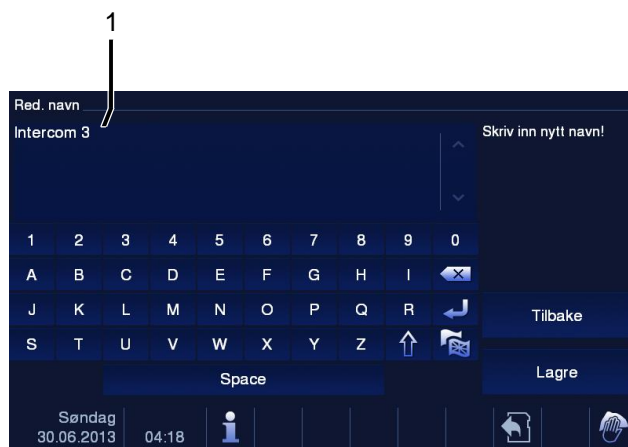 1
Red. navn
Intercom 3
Skriv inn nytt navn!
1 2 3 4 5 6 7 8 9 0
A B C D E F G H I
J K L M N O P Q R
S T U V W X Y Z
Space
Tilbake
Lagre
Søndag
30.06.2013
04:18